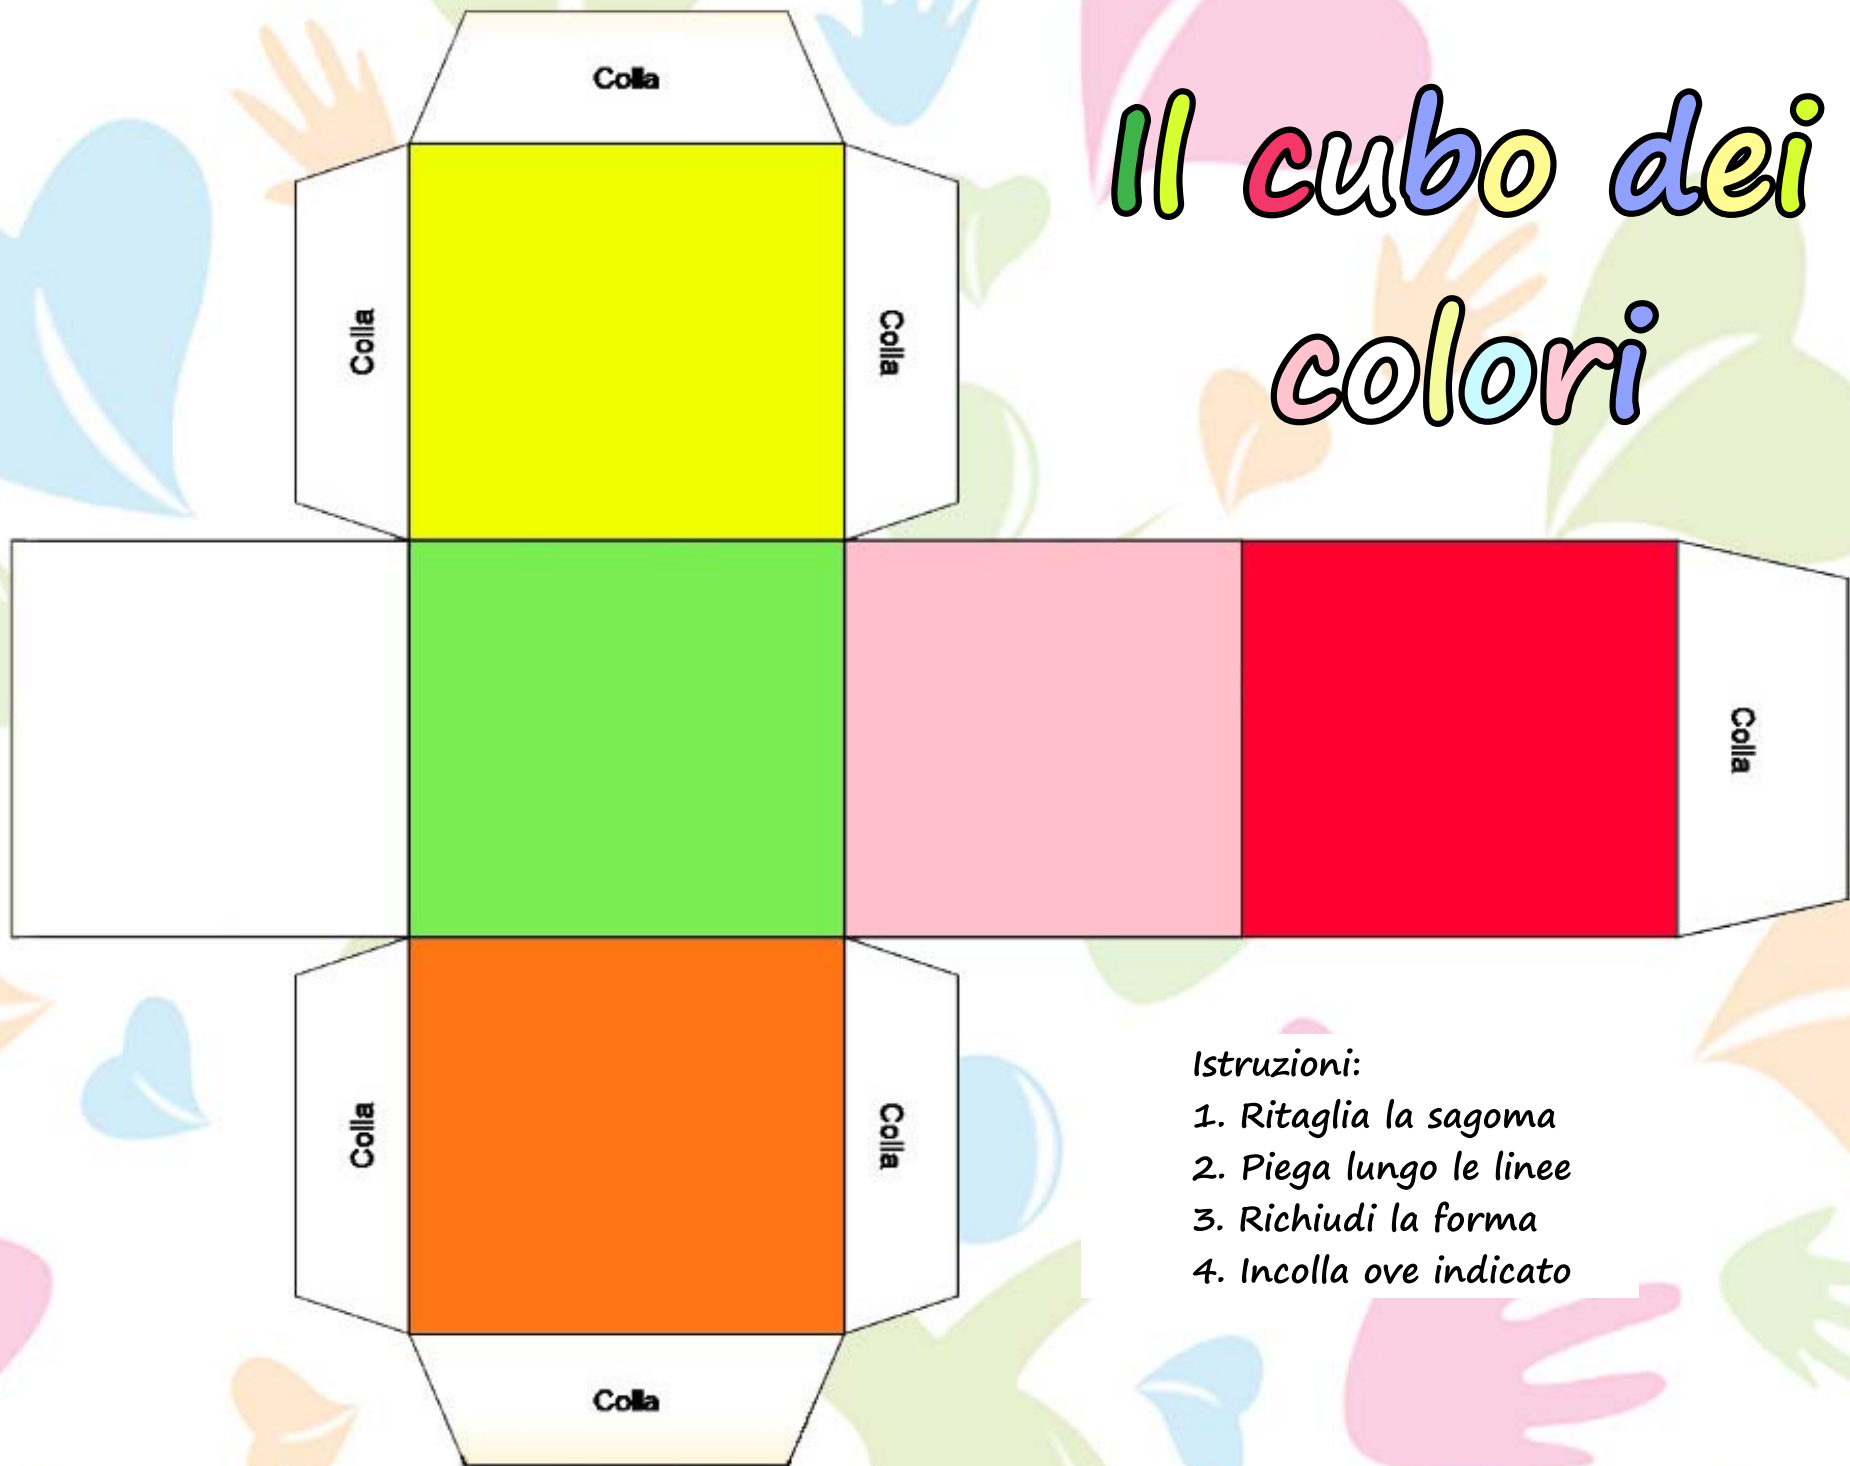 Colla
Il cubo dei
colori
Colla
Colla
Colla
Colla
Colla
Istruzioni:
1. Ritaglia la sagoma
2. Piega lungo le linee
3. Richiudi la forma
4. Incolla ove indicato
Colla